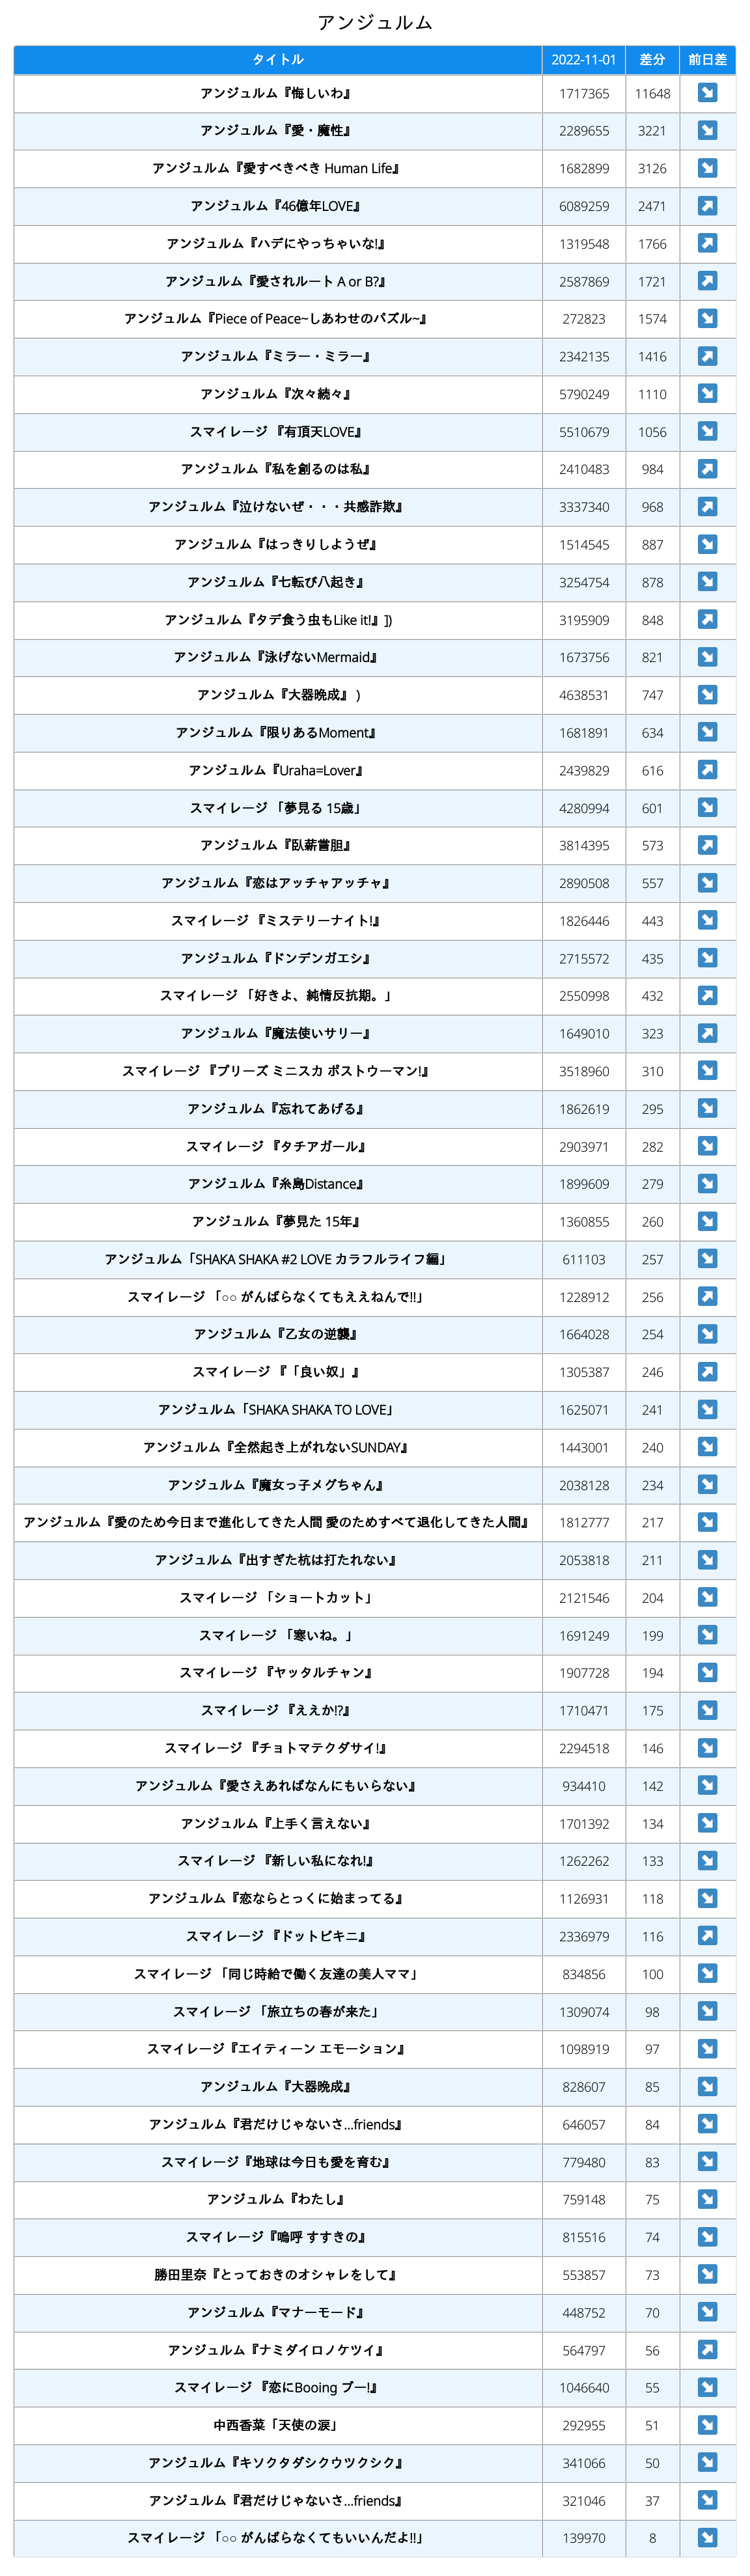 アンジュルム
タイトル 2022-11-01 差分 前日差
アンジュルム『悔しいわ』 1717365 11648 ↘
アンジュルム『愛・魔性』 2289655 3221 ↘
アンジュルム『愛すべきべき Human Life』 1682899 3126 ↘
アンジュルム『46億年LOVE』 6089259 2471 ↗
アンジュルム『ハデにやっちゃいな!』 1319548 1766 ↗
アンジュルム『愛されルート A or B?』 2587869 1721 ↗
アンジュルム『Piece of Peace~しあわせのパズル~』 272823 1574 ↘
アンジュルム『ミラー・ミラー』 2342135 1416 ↗
アンジュルム『次々続々』 5790249 1110 ↘
スマイレージ 『有頂天LOVE』 5510679 1056 ↘
アンジュルム『私を創るのは私』 2410483 984 ↗
アンジュルム『泣けないぜ・・・共感詐欺』 3337340 968 ↗
アンジュルム『はっきりしようぜ』 1514545 887 ↘
アンジュルム『七転び八起き』 3254754 878 ↘
アンジュルム『タデ食う虫もLike it!』]) 3195909 848 ↗
アンジュルム『泳げないMermaid』 1673756 821 ↘
アンジュルム『大器晩成』 ) 4638531 747 ↘
アンジュルム『限りあるMoment』 1681891 634 ↘
アンジュルム『Uraha=Lover』 2439829 616 ↗
スマイレージ 「夢見る 15歳」 4280994 601 ↘
アンジュルム『臥薪嘗胆』 3814395 573 ↗
アンジュルム『恋はアッチャアッチャ』 2890508 557 ↘
スマイレージ 『ミステリーナイト!』 1826446 443 ↘
アンジュルム『ドンデンガエシ』 2715572 435 ↘
スマイレージ 「好きよ、純情反抗期。」 2550998 432 ↗
アンジュルム『魔法使いサリー』 1649010 323 ↗
スマイレージ 『プリーズ ミニスカ ポストウーマン!』 3518960 310 ↘
アンジュルム『忘れてあげる』 1862619 295 ↘
スマイレージ 『タチアガール』 2903971 282 ↘
アンジュルム『糸島Distance』 1899609 279 ↘
アンジュルム『夢見た 15年』 1360855 260 ↘
アンジュルム「SHAKA SHAKA #2 LOVE カラフルライフ編」 611103 257 ↘
スマイレージ 「○○ がんばらなくてもええねんで!!」 1228912 256 ↗
アンジュルム『乙女の逆襲』 1664028 254 ↘
スマイレージ 『「良い奴」』 1305387 246 ↗
アンジュルム「SHAKA SHAKA TO LOVE」 1625071 241 ↘
アンジュルム『全然起き上がれないSUNDAY』 1443001 240 ↘
アンジュルム『魔女っ子メグちゃん』 2038128 234 ↘
アンジュルム『愛のため今日まで進化してきた人間 愛のためすべて退化してきた人間』 1812777 217 ↘
アンジュルム『出すぎた杭は打たれない』 2053818 211 ↘
スマイレージ 「ショートカット」 2121546 204 ↘
スマイレージ 「寒いね。」 1691249 199 ↘
スマイレージ 『ヤッタルチャン』 1907728 194 ↘
スマイレージ 『ええか!?』 1710471 175 ↘
スマイレージ 『チョトマテクダサイ!』 2294518 146 ↘
アンジュルム『愛さえあればなんにもいらない』 934410 142 ↘
アンジュルム『上手く言えない』 1701392 134 ↘
スマイレージ 『新しい私になれ!』 1262262 133 ↘
アンジュルム『恋ならとっくに始まってる』 1126931 118 ↘
スマイレージ 『ドットビキニ』 2336979 116 ↗
スマイレージ 「同じ時給で働く友達の美人ママ」 834856 100 ↘
スマイレージ 「旅立ちの春が来た」 1309074 98 ↘
スマイレージ『エイティーン エモーション』 1098919 97 ↘
アンジュルム『大器晩成』 828607 85 ↘
アンジュルム『君だけじゃないさ...friends』 646057 84 ↘
スマイレージ『地球は今日も愛を育む』 779480 83 ↘
アンジュルム『わたし』 759148 75 ↘
スマイレージ『嗚呼 すすきの』 815516 74 ↘
勝田里奈『とっておきのオシャレをして』 553857 73 ↘
アンジュルム『マナーモード』 448752 70 ↘
アンジュルム『ナミダイロノケツイ』 564797 56 ↗
スマイレージ 『恋にBooing ブー!』 1046640 55 ↘
中西香菜「天使の涙」 292955 51 ↘
アンジュルム『キソクタダシクウツクシク』 341066 50 ↘
アンジュルム『君だけじゃないさ...friends』 321046 37 ↘
スマイレージ 「○○ がんばらなくてもいいんだよ!!」 139970 8 ↘